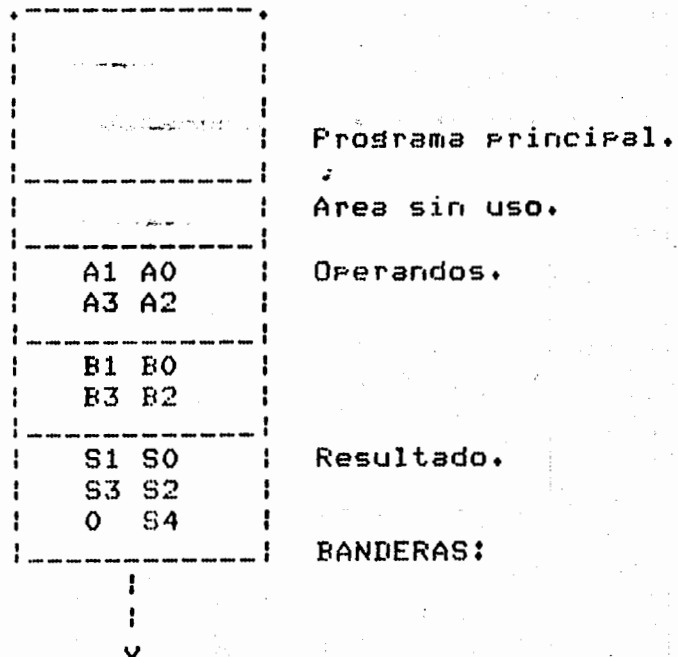 Programa principal.
Area sin uso.
A1 A0 Operandos.
A3 A2
B1 B0
B3 B2
S1 S0 Resultado.
S3 S2
0 S4
BANDERAS: